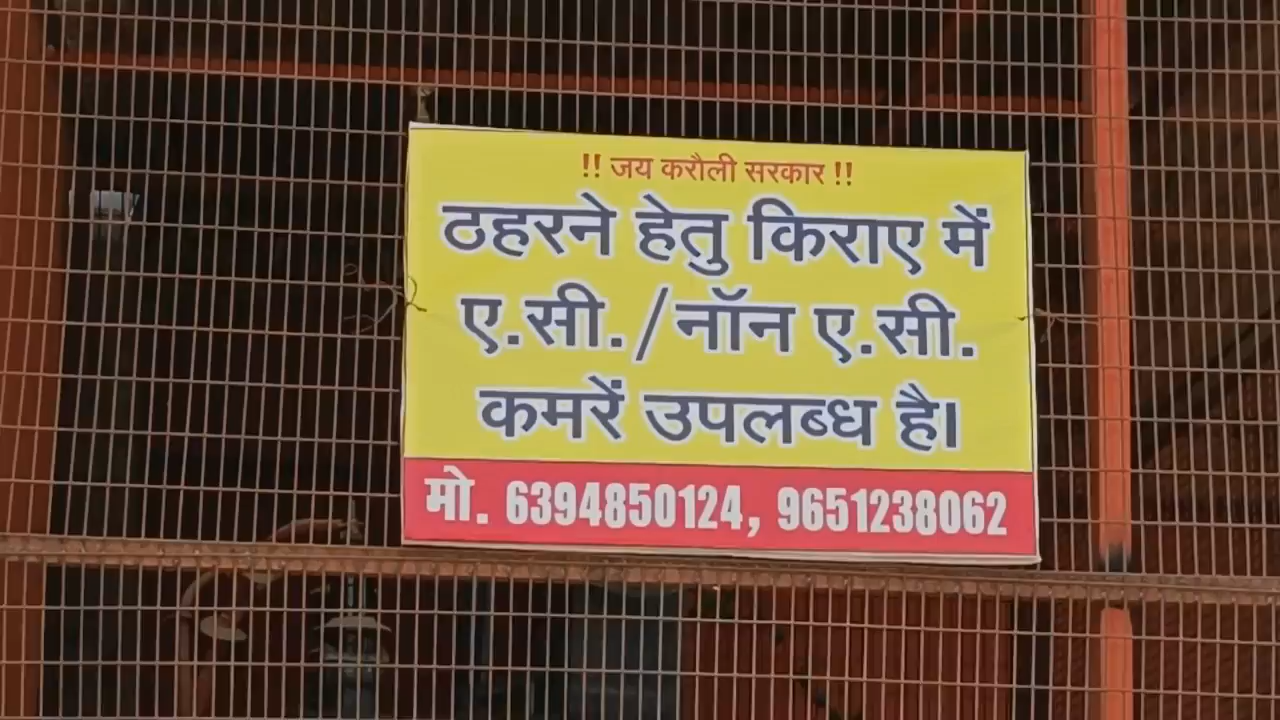 !! जय करौली सरकार !!
ठहरने हेतु किराए में
ए.सी./नॉन ए.सी.
कमरें उपलब्ध है।
मो. 6394850124, 9651238062